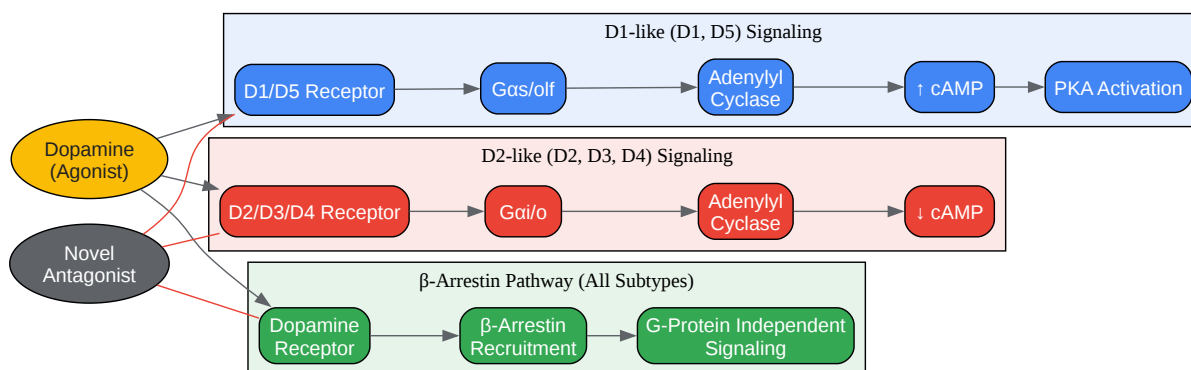 D1-like (D1, D5) Signaling
D1/D5 Receptor
Gαs/olf
Adenylyl
Cyclase
↑ cAMP
PKA Activation
Dopamine
(Agonist)
D2-like (D2, D3, D4) Signaling
D2/D3/D4 Receptor
Gαi/o
Adenylyl
Cyclase
↓ cAMP
Novel
Antagonist
β-Arrestin Pathway (All Subtypes)
Dopamine
Receptor
β-Arrestin
Recruitment
G-Protein Independent
Signaling